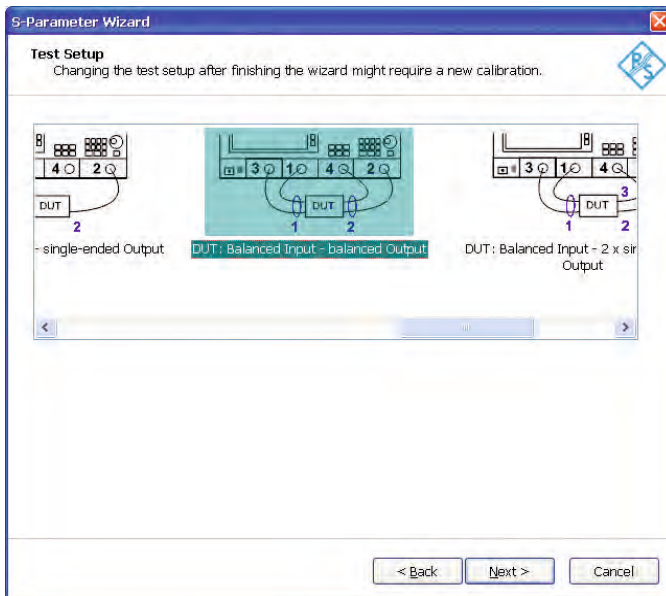 S-Parameter Wizard
Test Setup
Changing the test setup after finishing the wizard might require a new calibration.
R
S
4 2
DUT
2
- single-ended Output
3 1 4 2
DUT
1 2
DUT: Balanced Input - balanced Output
3 1 4
3
DUT
1 2
DUT: Balanced Input - 2 x sin
Output
< Back
Next >
Cancel